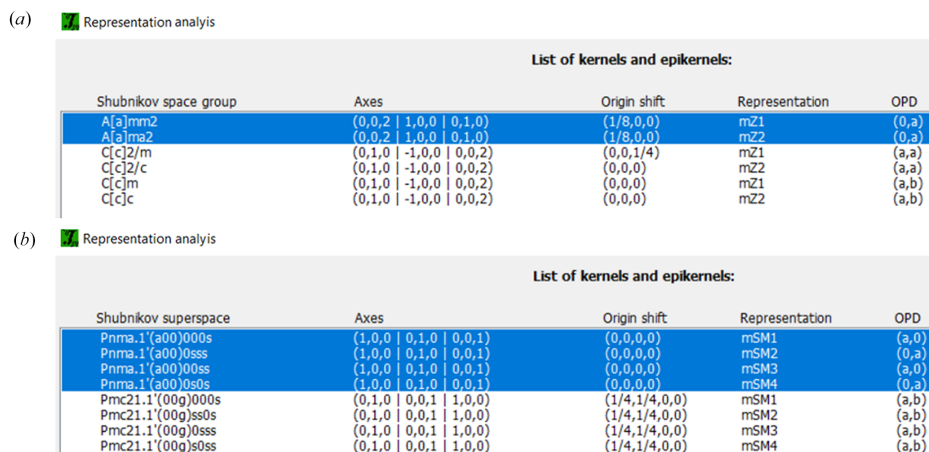 (a) Representation analyis
List of kernels and epikernels:
Shubnikov space group Axes Origin shift Representation OPD
A[a]mm2 (0,0,2 | 1,0,0 | 0,1,0) (1/8,0,0) mZ1 (0,a)
A[a]ma2 (0,0,2 | 1,0,0 | 0,1,0) (1/8,0,0) mZ2 (0,a)
C[c]2/m (0,1,0 | -1,0,0 | 0,0,2) (0,0,1/4) mZ1 (a,a)
C[c]2/c (0,1,0 | -1,0,0 | 0,0,2) (0,0,0) mZ2 (a,a)
C[c]m (0,1,0 | -1,0,0 | 0,0,2) (0,0,0) mZ1 (a,b)
C[c]c (0,1,0 | -1,0,0 | 0,0,2) (0,0,0) mZ2 (a,b)
(b) Representation analyis
List of kernels and epikernels:
Shubnikov superspace Axes Origin shift Representation OPD
Pnma.1'(a00)000s (1,0,0 | 0,1,0 | 0,0,1) (0,0,0,0) mSM1 (a,0)
Pnma.1'(a00)0sss (1,0,0 | 0,1,0 | 0,0,1) (0,0,0,0) mSM2 (0,a)
Pnma.1'(a00)00ss (1,0,0 | 0,1,0 | 0,0,1) (0,0,0,0) mSM3 (a,0)
Pnma.1'(a00)0s0s (1,0,0 | 0,1,0 | 0,0,1) (0,0,0,0) mSM4 (0,a)
Pmc21.1'(00g)000s (0,1,0 | 0,0,1 | 1,0,0) (1/4,1/4,0,0) mSM1 (a,b)
Pmc21.1'(00g)ss0s (0,1,0 | 0,0,1 | 1,0,0) (1/4,1/4,0,0) mSM2 (a,b)
Pmc21.1'(00g)0sss (0,1,0 | 0,0,1 | 1,0,0) (1/4,1/4,0,0) mSM3 (a,b)
Pmc21.1'(00g)s0ss (0,1,0 | 0,0,1 | 1,0,0) (1/4,1/4,0,0) mSM4 (a,b)